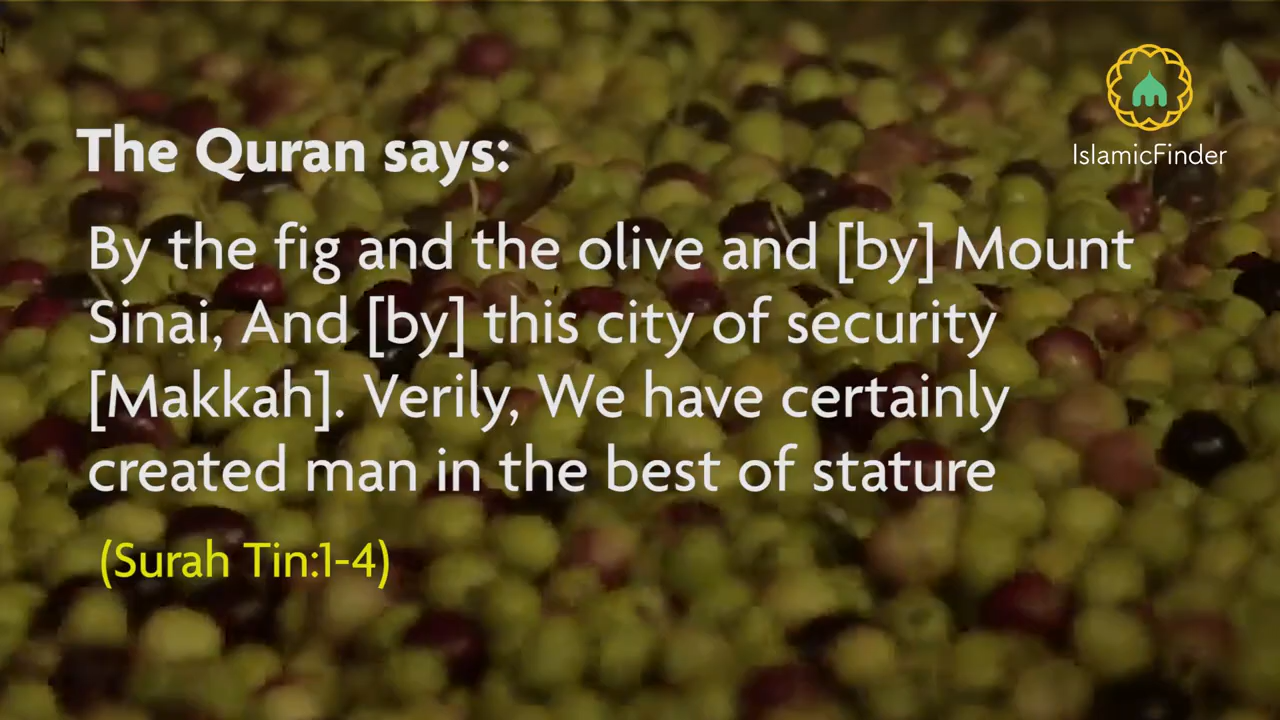 IslamicFinder
The Quran says:
By the fig and the olive and [by] Mount
Sinai, And [by] this city of security
[Makkah]. Verily, We have certainly
created man in the best of stature
(Surah Tin:1-4)